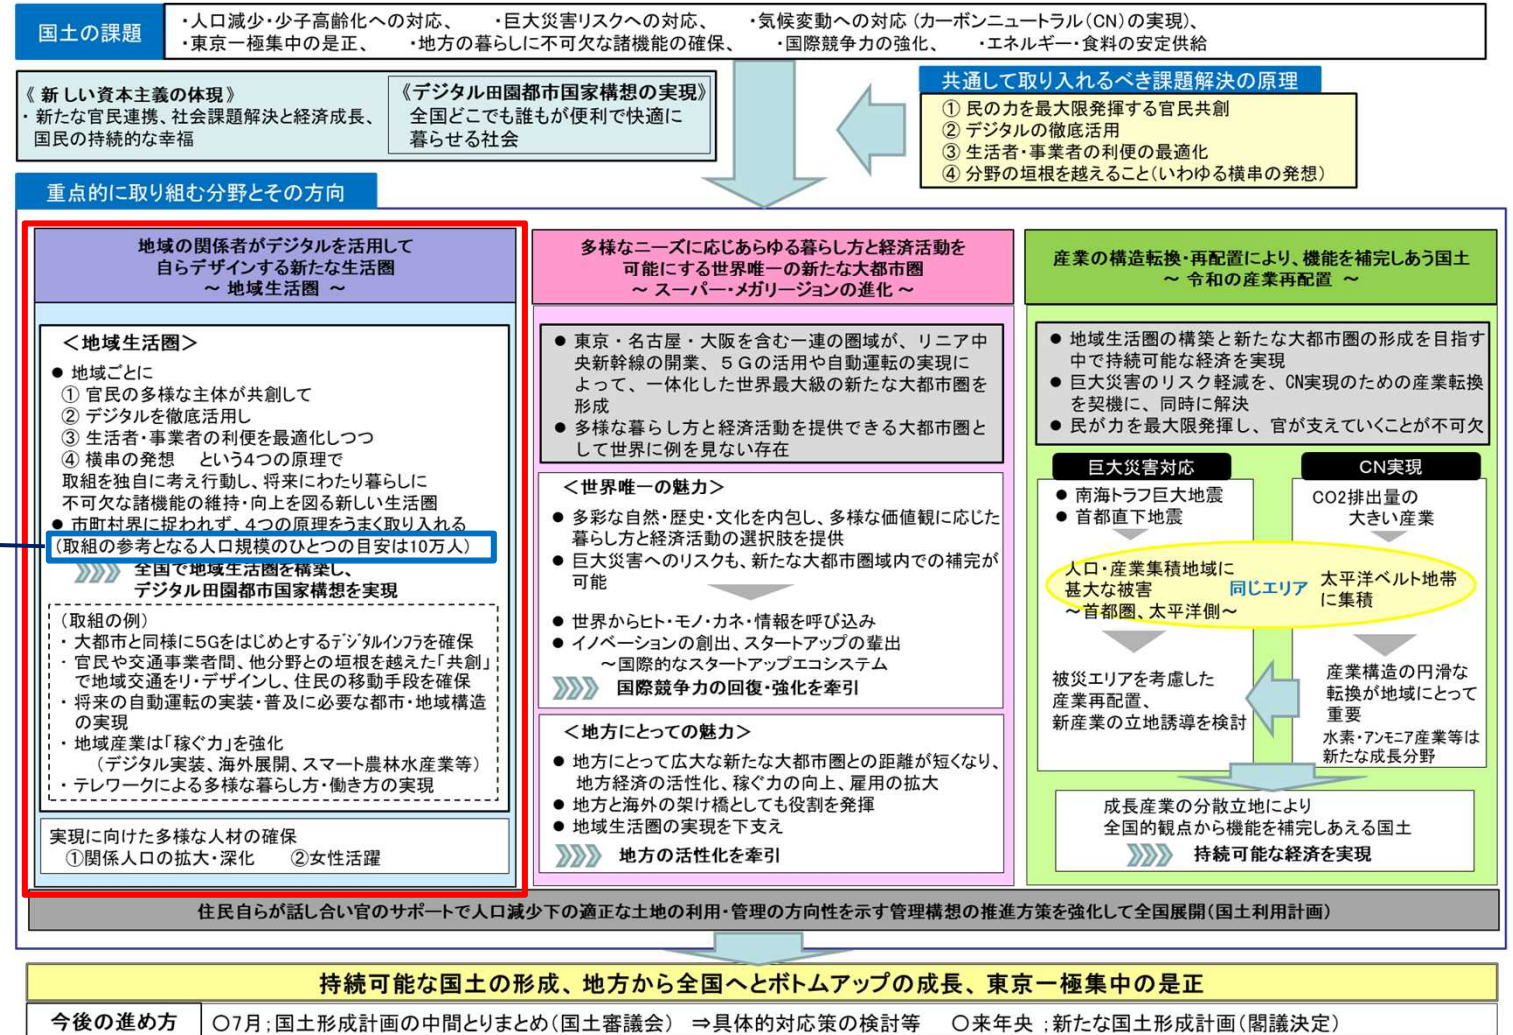 国土の課題
・人口減少・少子高齢化への対応、 ・巨大災害リスクへの対応、 ・気候変動への対応（カーボンニュートラル（CN）の実現）、
・東京一極集中の是正、 ・地方の暮らしに不可欠な諸機能の確保、 ・国際競争力の強化、 ・エネルギー・食料の安定供給
《新しい資本主義の体現》
・新たな官民連携、社会課題解決と経済成長、
国民の持続的な幸福
《デジタル田園都市国家構想の実現》
全国どこでも誰もが便利で快適に
暮らせる社会
共通して取り入れるべき課題解決の原理
① 民の力を最大限発揮する官民共創
② デジタルの徹底活用
③ 生活者・事業者の利便の最適化
④ 分野の垣根を越えること（いわゆる横串の発想）
重点的に取り組む分野とその方向
地域の関係者がデジタルを活用して
自らデザインする新たな生活圏
～ 地域生活圏 ～
＜地域生活圏＞
● 地域ごとに
① 官民の多様な主体が共創して
② デジタルを徹底活用し
③ 生活者・事業者の利便を最適化しつつ
④ 横串の発想 という4つの原理で
取組を独自に考え行動し、将来にわたり暮らしに
不可欠な諸機能の維持・向上を図る新しい生活圏
● 市町村界に捉われず、4つの原理をうまく取り入れる
（取組の参考となる人口規模のひとつの目安は10万人）
全国で地域生活圏を構築し、
デジタル田園都市国家構想を実現
（取組の例）
・大都市と同様に5Gをはじめとするデジタルインフラを確保
・官民や交通事業者間、他分野との垣根を越えた「共創」
で地域交通をリ・デザインし、住民の移動手段を確保
・将来の自動運転の実装・普及に必要な都市・地域構造
の実現
・地域産業は「稼ぐ力」を強化
（デジタル実装、海外展開、スマート農林水産業等）
・テレワークによる多様な暮らし方・働き方の実現
実現に向けた多様な人材の確保
①関係人口の拡大・深化 ②女性活躍
多様なニーズに応じあらゆる暮らし方と経済活動を
可能にする世界唯一の新たな大都市圏
～ スーパー・メガリージョンの進化 ～
● 東京・名古屋・大阪を含む一連の圏域が、リニア中
央新幹線の開業、５Ｇの活用や自動運転の実現に
よって、一体化した世界最大級の新たな大都市圏を
形成
● 多様な暮らし方と経済活動を提供できる大都市圏と
して世界に例を見ない存在
＜世界唯一の魅力＞
● 多彩な自然・歴史・文化を内包し、多様な価値観に応じた
暮らし方と経済活動の選択肢を提供
● 巨大災害へのリスクも、新たな大都市圏域内での補完が
可能
● 世界からヒト・モノ・カネ・情報を呼び込み
● イノベーションの創出、スタートアップの輩出
～国際的なスタートアップエコシステム
国際競争力の回復・強化を牽引
＜地方にとっての魅力＞
● 地方にとって広大な新たな大都市圏との距離が短くなり、
地方経済の活性化、稼ぐ力の向上、雇用の拡大
● 地方と海外の架け橋としても役割を発揮
● 地域生活圏の実現を下支え
地方の活性化を牽引
産業の構造転換・再配置により、機能を補完しあう国土
～ 令和の産業再配置 ～
● 地域生活圏の構築と新たな大都市圏の形成を目指す
中で持続可能な経済を実現
● 巨大災害のリスク軽減を、CN実現のための産業転換
を契機に、同時に解決
● 民が力を最大限発揮し、官が支えていくことが不可欠
巨大災害対応
● 南海トラフ巨大地震
● 首都直下地震
人口・産業集積地域に
甚大な被害
～首都圏、太平洋側～
同じエリア
CN実現
CO2排出量の
大きい産業
太平洋ベルト地帯
に集積
被災エリアを考慮した
産業再配置、
新産業の立地誘導を検討
産業構造の円滑な
転換が地域にとって
重要
水素・アンモニア産業等は
新たな成長分野
成長産業の分散立地により
全国的観点から機能を補完しあえる国土
持続可能な経済を実現
住民自らが話し合い官のサポートで人口減少下の適正な土地の利用・管理の方向性を示す管理構想の推進方策を強化して全国展開（国土利用計画）
持続可能な国土の形成、地方から全国へとボトムアップの成長、東京一極集中の是正
今後の進め方
〇7月；国土形成計画の中間とりまとめ（国土審議会） ⇒具体的対応策の検討等 〇来年央；新たな国土形成計画（閣議決定）